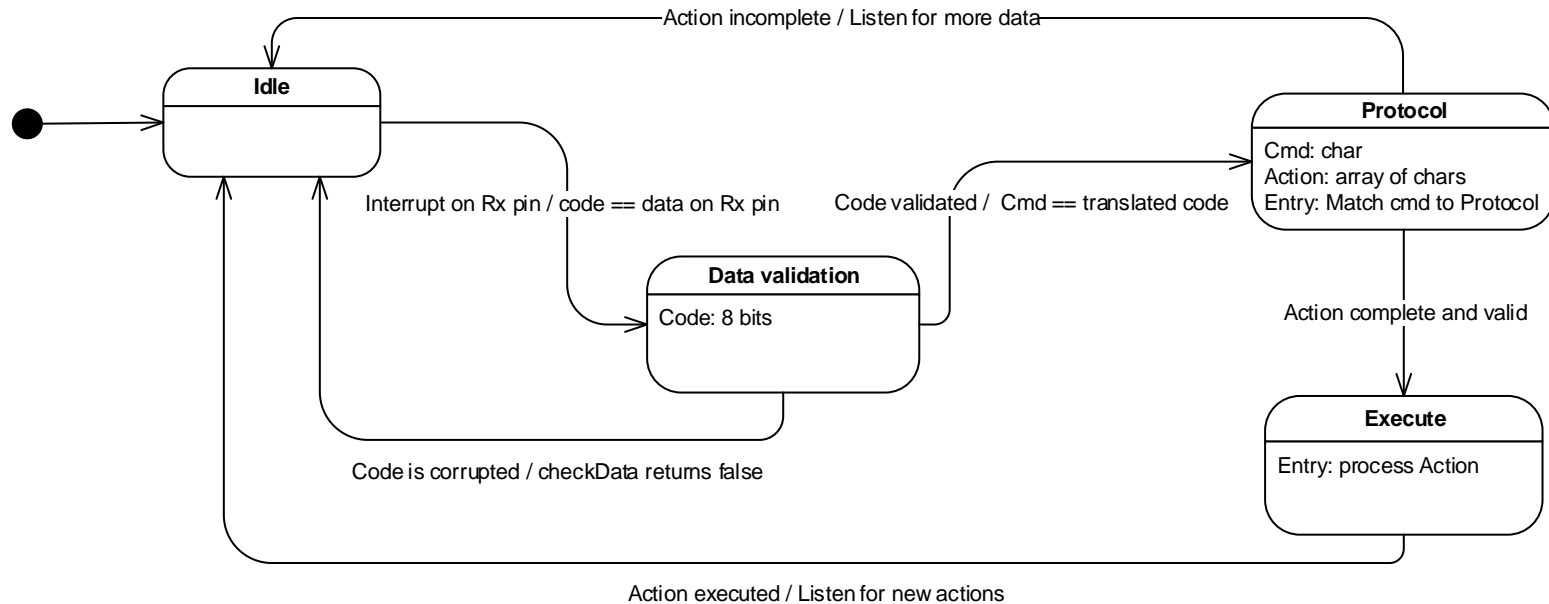 Action incomplete / Listen for more data
Idle
Protocol
Cmd: char
Action: array of chars
Entry: Match cmd to Protocol
Interrupt on Rx pin / code == data on Rx pin
Code validated / Cmd == translated code
Data validation
Code: 8 bits
Action complete and valid
Execute
Entry: process Action
Code is corrupted / checkData returns false
Action executed / Listen for new actions